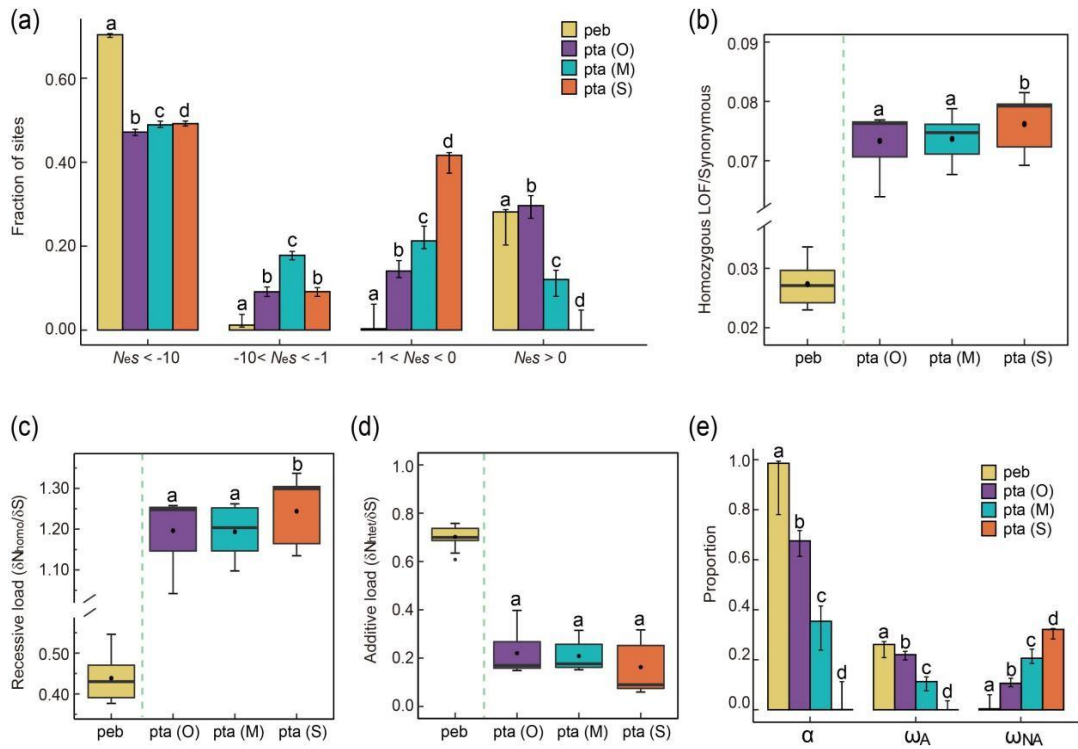 (a)
Fraction of sites
0.60
0.40
0.20
0.00
a
b
c
d
a
b
c
b
a
b
c
d
a
b
c
d
peb
pta (O)
pta (M)
pta (S)
Nes < -10
-10< Nes < -1
-1 < Nes < 0
Nes > 0
(b)
Homozygous LOF/Synonymous
0.09
0.08
0.07
0.03
0.02
a
a
b
peb
pta (O)
pta (M)
pta (S)
(c)
Recessive load (δNhomo/δS)
1.30
1.20
1.10
0.50
0.40
a
a
b
peb
pta (O)
pta (M)
pta (S)
(d)
Additive load (δNhtet/δS)
1.0
0.8
0.6
0.4
0.2
0.0
a
a
a
peb
pta (O)
pta (M)
pta (S)
(e)
Proportion
1.0
0.8
0.4
0.2
0.0
a
b
c
d
a
b
c
d
a
b
c
d
peb
pta (O)
pta (M)
pta (S)
α
ωA
ωNA